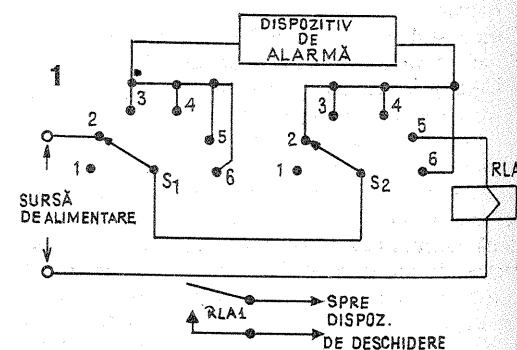 DISPOZITIV
DE
ALARMĂ
1
3
4
3
4
2
5
2
5
1
S1
6
1
S2
6
RLA
SURSĂ
DE ALIMENTARE
RLA1
SPRE
DISPOZ.
DE DESCHIDERE